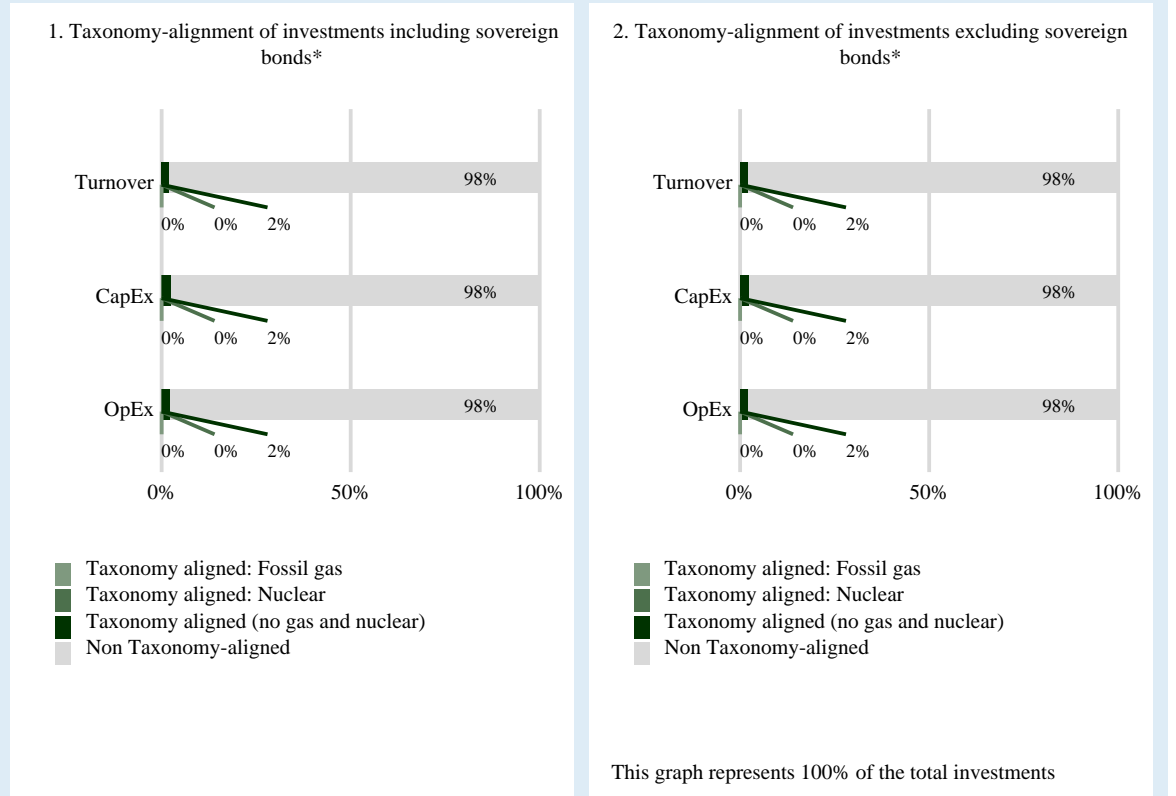 1. Taxonomy-alignment of investments including sovereign
bonds*
Turnover
98%
0% 0% 2%
CapEx
98%
0% 0% 2%
OpEx
98%
0% 0% 2%
0% 50% 100%
Taxonomy aligned: Fossil gas
Taxonomy aligned: Nuclear
Taxonomy aligned (no gas and nuclear)
Non Taxonomy-aligned
2. Taxonomy-alignment of investments excluding sovereign
bonds*
Turnover
98%
0% 0% 2%
CapEx
98%
0% 0% 2%
OpEx
98%
0% 0% 2%
0% 50% 100%
Taxonomy aligned: Fossil gas
Taxonomy aligned: Nuclear
Taxonomy aligned (no gas and nuclear)
Non Taxonomy-aligned
This graph represents 100% of the total investments